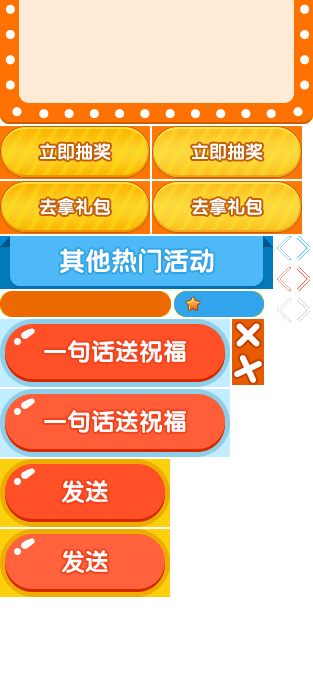 立即抽奖 立即抽奖
去拿礼包 去拿礼包
其他热门活动
一句话送祝福
一句话送祝福
发送
发送